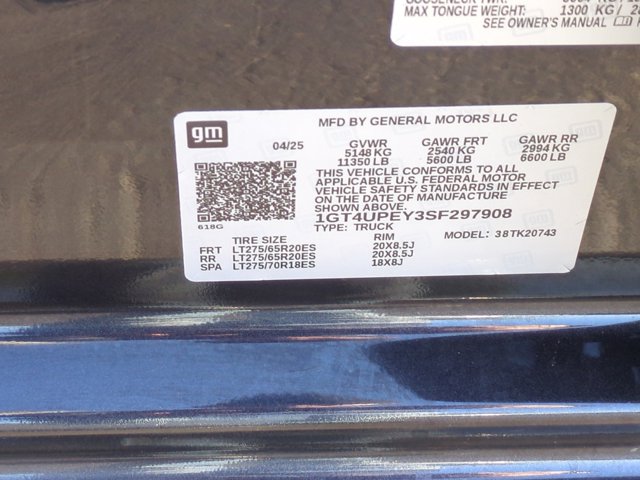 MAX TONGUE WEIGHT: 1300 KG/
SEE OWNER'S MANUAL
gm
MFD BY GENERAL MOTORS LLC
04/25 GVWR GAWR FRT GAWR RR
5148 KG 2540 KG 2994 KG
11350 LB 5600 LB 6600 LB
THIS VEHICLE CONFORMS TO ALL
APPLICABLE U.S. FEDERAL MOTOR
VEHICLE SAFETY STANDARDS IN EFFECT
ON THE DATE OF MANUFACTURE
SHOWN ABOVE.
1GT4UPEY3SF297908
618G
TYPE: TRUCK
MODEL: 38TK20743
TIRE SIZE RIM
FRT LT275/65R20ES 20X8.5J
RR LT275/65R20ES 20X8.5J
SPA LT275/70R18ES 18X8J